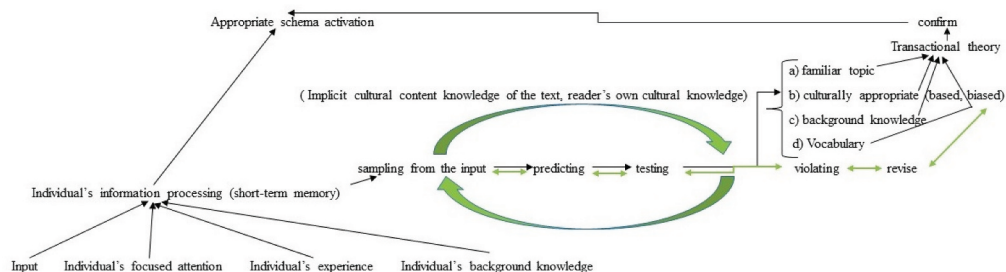 Appropriate schema activation
confirm
Transactional theory
a) familiar topic
( Implicit cultural content knowledge of the text, reader's own cultural knowledge)
b) culturally appropriate (based, biased)
c) background knowledge
d) Vocabulary
sampling from the input
predicting
testing
violating
revise
Individual's information processing (short-term memory)
Input
Individual's focused attention
Individual's experience
Individual's background knowledge